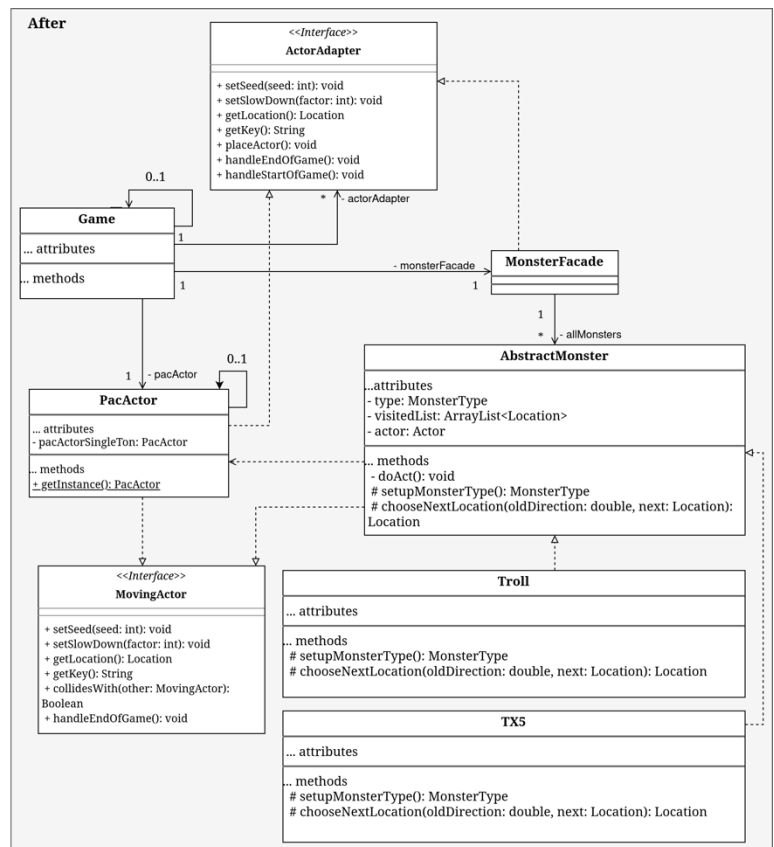 After
<<Interface>>
ActorAdapter
+ setSeed(seed: int): void
+ setSlowDown(factor: int): void
+ getLocation(): Location
+ getKey(): String
+ placeActor(): void
+ handleEndOfGame(): void
+ handleStartOfGame(): void
0..1
* - actorAdapter
Game
1
... attributes
... methods
- monsterFacade
1
1
MonsterFacade
1
* - allMonsters
1 - pacActor
0..1
PacActor
... attributes
- pacActorSingleTon: PacActor
... methods
+ getInstance(): PacActor
AbstractMonster
...attributes
- type: MonsterType
- visitedList: ArrayList<Location>
- actor: Actor
... methods
- doAct(): void
# setupMonsterType(): MonsterType
# chooseNextLocation(oldDirection: double, next: Location):
Location
<<Interface>>
MovingActor
+ setSeed(seed: int): void
+ setSlowDown(factor: int): void
+ getLocation(): Location
+ getKey(): String
+ collidesWith(other: MovingActor):
Boolean
+ handleEndOfGame(): void
Troll
... attributes
... methods
# setupMonsterType(): MonsterType
# chooseNextLocation(oldDirection: double, next: Location): Location
TX5
... attributes
... methods
# setupMonsterType(): MonsterType
# chooseNextLocation(oldDirection: double, next: Location): Location